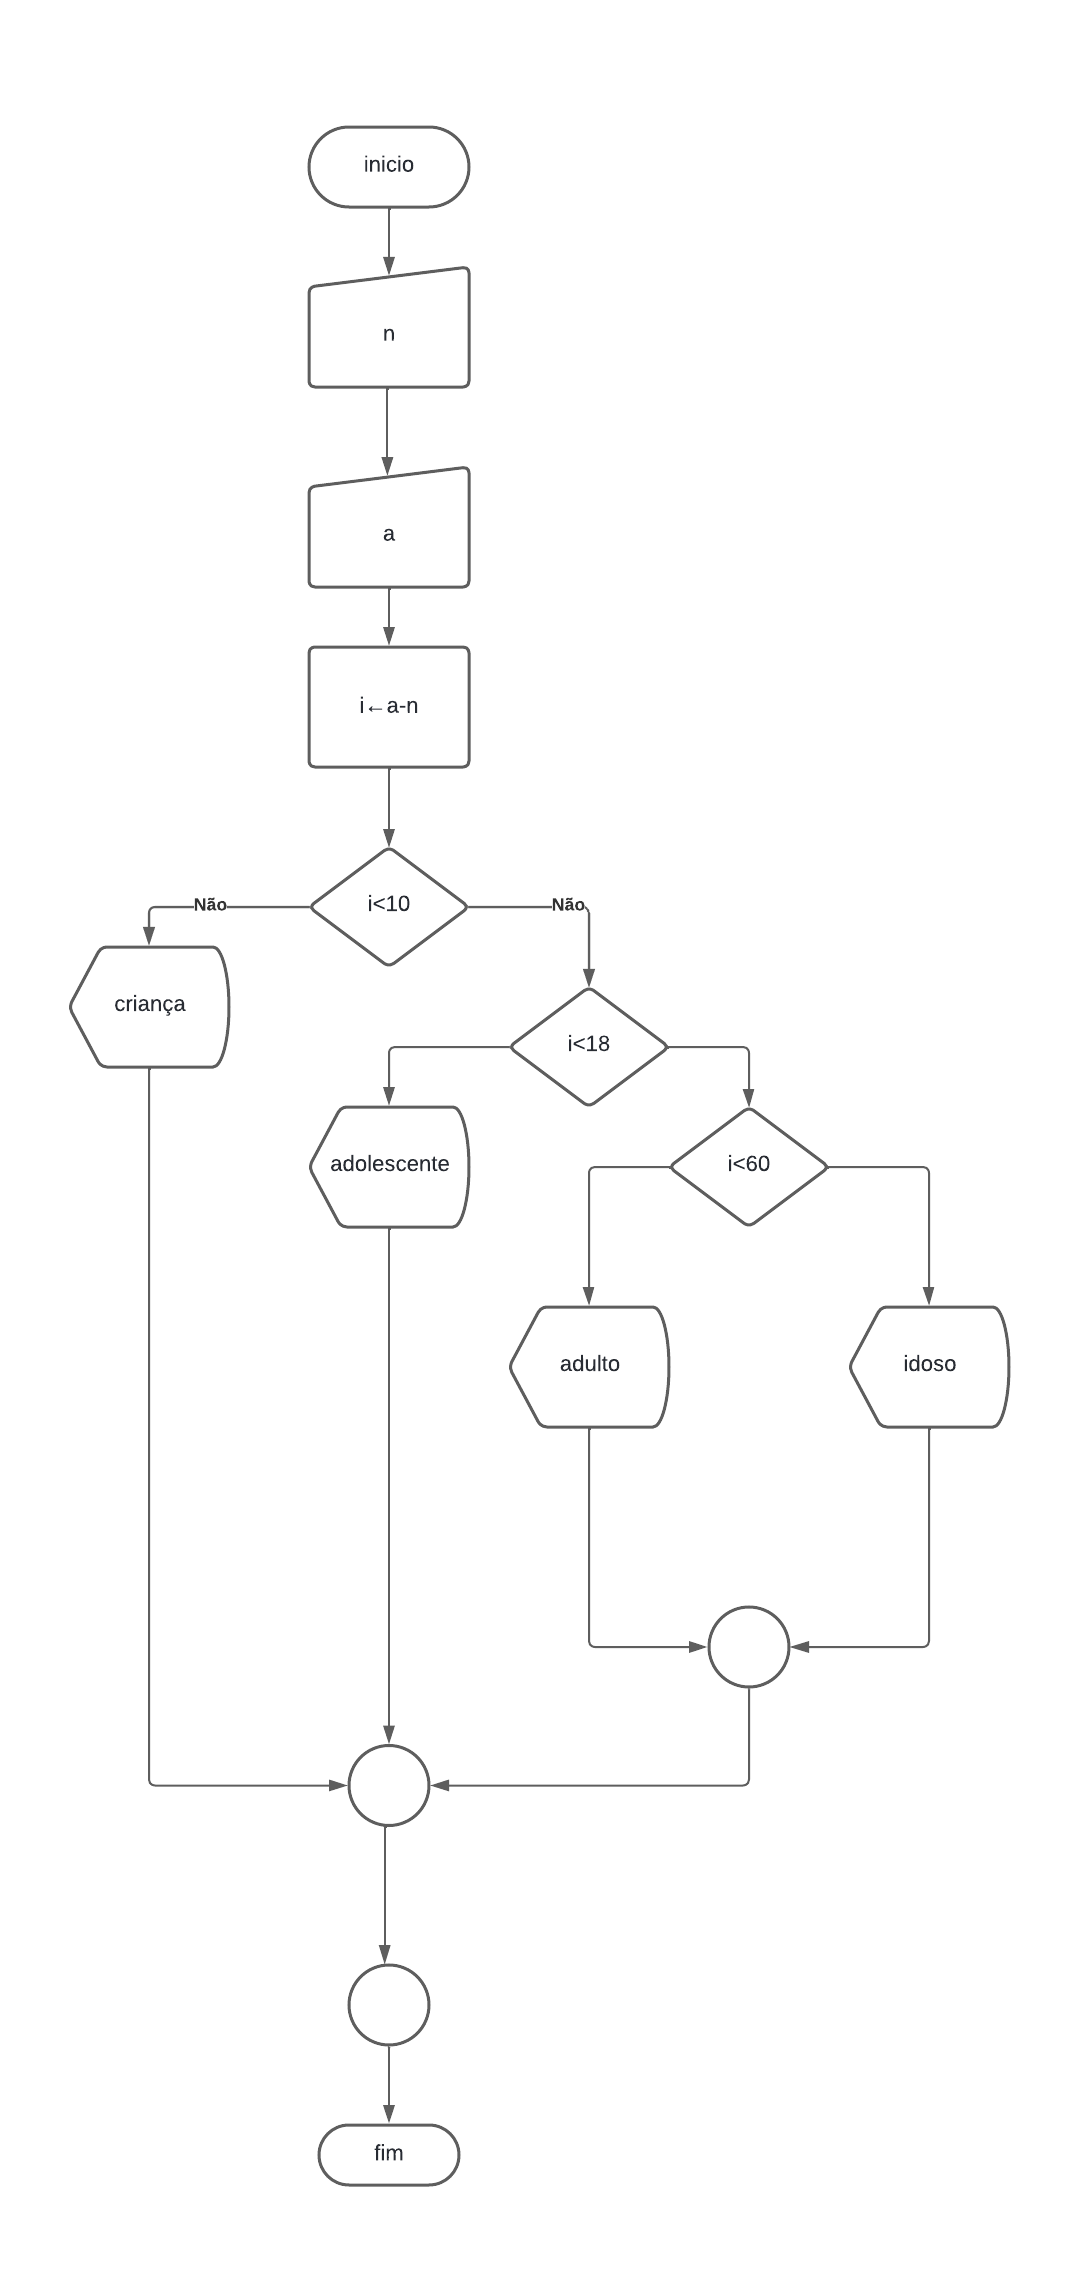 inicio
n
a
i←a-n
i<10
Não
Não
criança
i<18
adolescente
i<60
adulto
idoso
fim